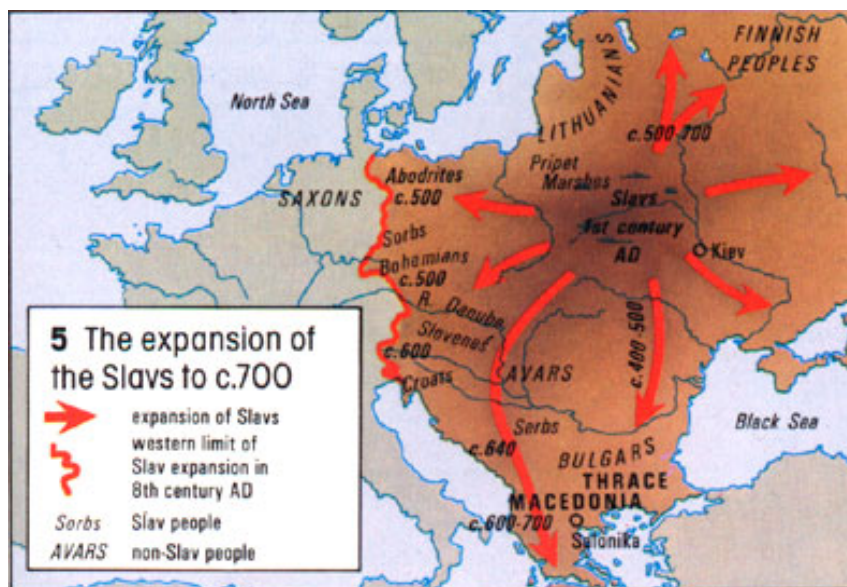 FINNISH
PEOPLES
LITHUANIANS
North Sea
c.500-700
Pripet
Marshes
Abodrites
c.500
SAXONS
Slavs
1st century
AD
Kiev
Sorbs
Bohemians
c.500
R. Danube
Slovenes
c.600
c.400-500
Croats
AVARS
Black Sea
Serbs
c.640
BULGARS
THRACE
MACEDONIA
c.600-700
Salonika
5 The expansion of
the Slavs to c.700
expansion of Slavs
western limit of
Slav expansion in
8th century AD
Sorbs Slav people
AVARS non-Slav people